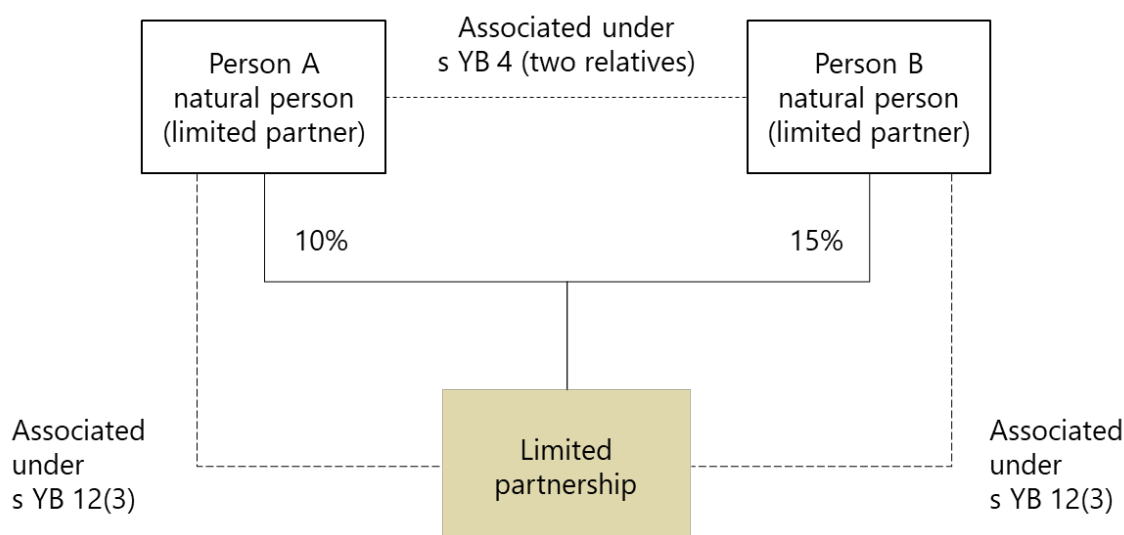 Person A
natural person
(limited partner)
Associated under
s YB 4 (two relatives)
Person B
natural person
(limited partner)
10%
15%
Associated
under
s YB 12(3)
Limited
partnership
Associated
under
s YB 12(3)